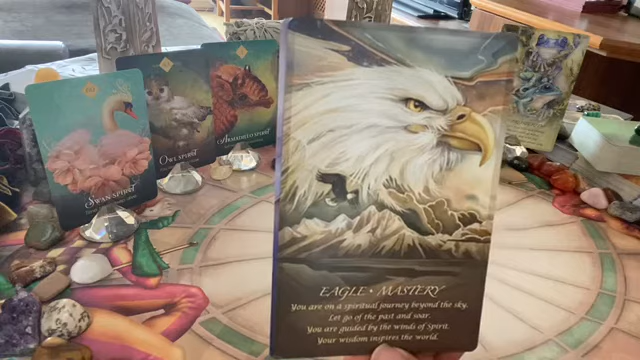 SWAN SPIRIT
OWL SPIRIT
ARMADILLO SPIRIT
EAGLE • MASTERY
You are on a spiritual journey beyond the sky.
Let go of the past and soar.
You are guided by the winds of Spirit.
Your wisdom inspires the world.